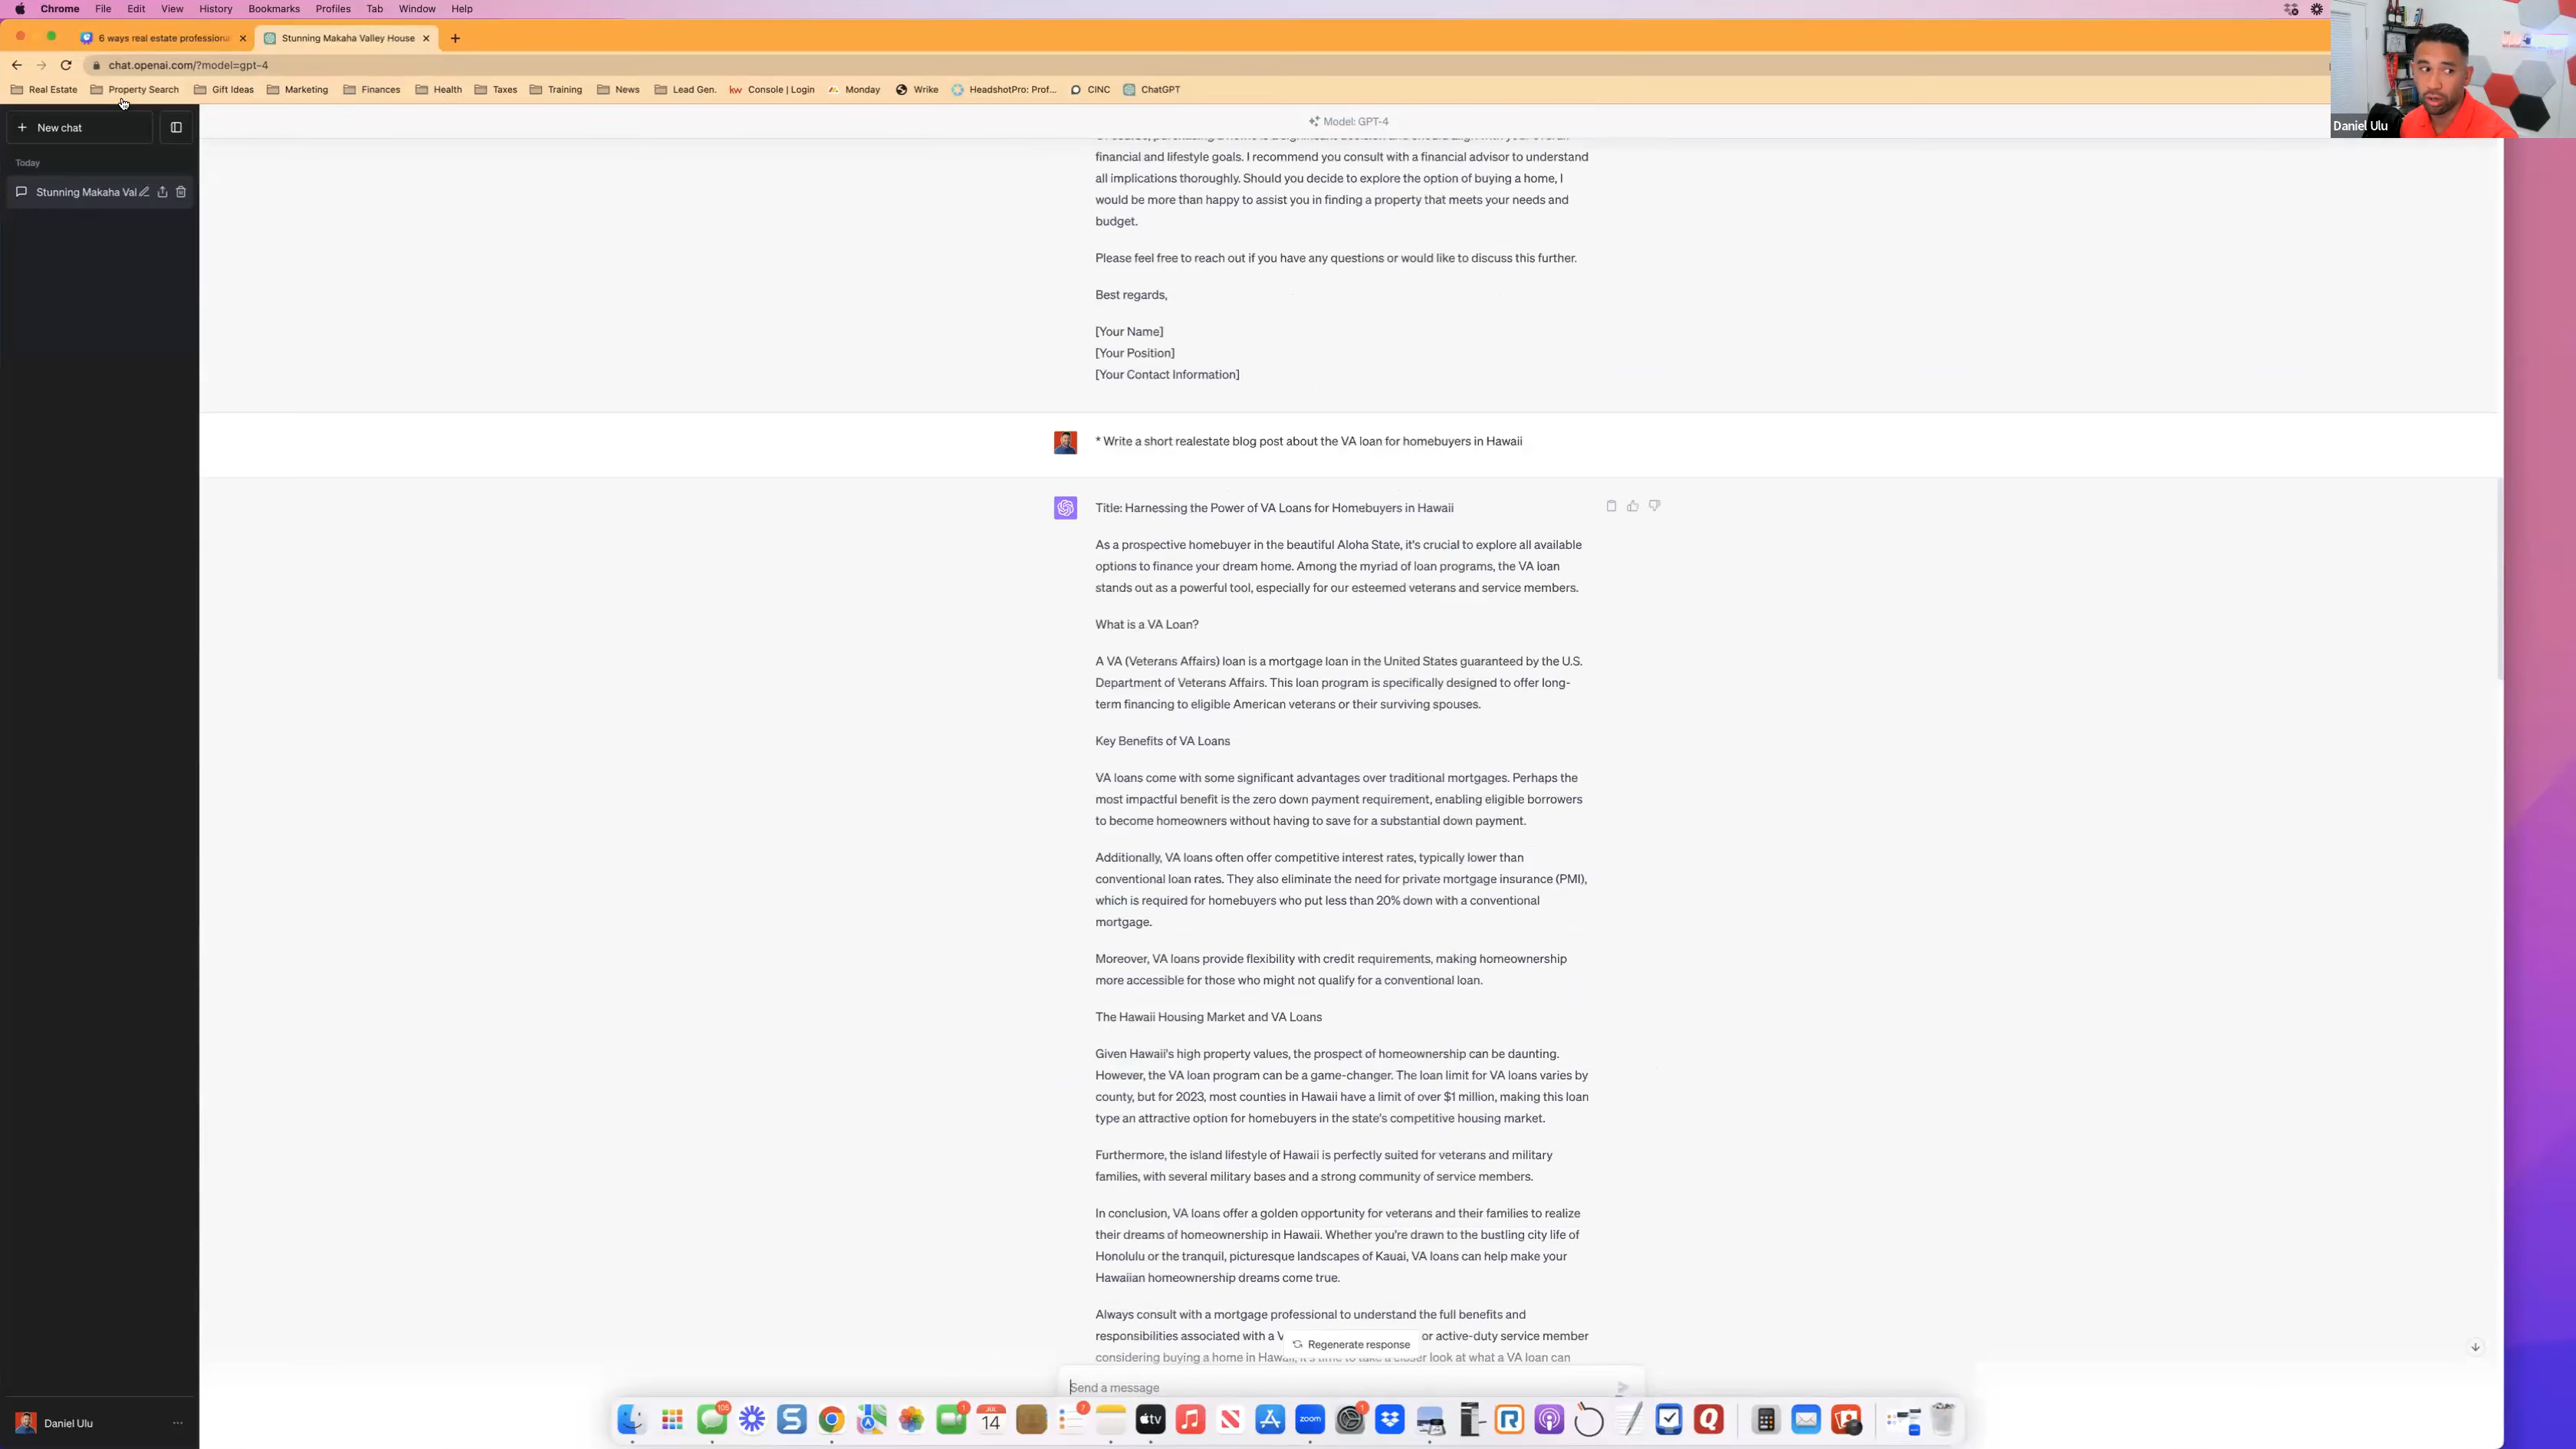 Chrome File Edit View History Bookmarks Profiles Tab Window Help
6 ways real estate professiona
Stunning Makaha Valley House
chat.openai.com/?model=gpt-4
Real Estate Property Search Gift Ideas Marketing Finances Health Taxes Training News Lead Gen. Console | Login Monday Wrike HeadshotPro: Prof... CINC ChatGPT
Daniel Ulu
New chat
Today
Stunning Makaha Val
Model: GPT-4
financial and lifestyle goals. I recommend you consult with a financial advisor to understand
all implications thoroughly. Should you decide to explore the option of buying a home, I
would be more than happy to assist you in finding a property that meets your needs and
budget.
Please feel free to reach out if you have any questions or would like to discuss this further.
Best regards,
[Your Name]
[Your Position]
[Your Contact Information]
* Write a short realestate blog post about the VA loan for homebuyers in Hawaii
Title: Harnessing the Power of VA Loans for Homebuyers in Hawaii
As a prospective homebuyer in the beautiful Aloha State, it's crucial to explore all available
options to finance your dream home. Among the myriad of loan programs, the VA loan
stands out as a powerful tool, especially for our esteemed veterans and service members.
What is a VA Loan?
A VA (Veterans Affairs) loan is a mortgage loan in the United States guaranteed by the U.S.
Department of Veterans Affairs. This loan program is specifically designed to offer long-
term financing to eligible American veterans or their surviving spouses.
Key Benefits of VA Loans
VA loans come with some significant advantages over traditional mortgages. Perhaps the
most impactful benefit is the zero down payment requirement, enabling eligible borrowers
to become homeowners without having to save for a substantial down payment.
Additionally, VA loans often offer competitive interest rates, typically lower than
conventional loan rates. They also eliminate the need for private mortgage insurance (PMI),
which is required for homebuyers who put less than 20% down with a conventional
mortgage.
Moreover, VA loans provide flexibility with credit requirements, making homeownership
more accessible for those who might not qualify for a conventional loan.
The Hawaii Housing Market and VA Loans
Given Hawaii's high property values, the prospect of homeownership can be daunting.
However, the VA loan program can be a game-changer. The loan limit for VA loans varies by
county, but for 2023, most counties in Hawaii have a limit of over $1 million, making this loan
type an attractive option for homebuyers in the state's competitive housing market.
Furthermore, the island lifestyle of Hawaii is perfectly suited for veterans and military
families, with several military bases and a strong community of service members.
In conclusion, VA loans offer a golden opportunity for veterans and their families to realize
their dreams of homeownership in Hawaii. Whether you're drawn to the bustling city life of
Honolulu or the tranquil, picturesque landscapes of Kauai, VA loans can help make your
Hawaiian homeownership dreams come true.
Always consult with a mortgage professional to understand the full benefits and
responsibilities associated with a V or active-duty service member
Regenerate response
considering buying a home in Hawaii, it's time to take a closer look at what a VA loan can
Send a message
Daniel Ulu
105 1 JUL 14 7 tv zoom 1